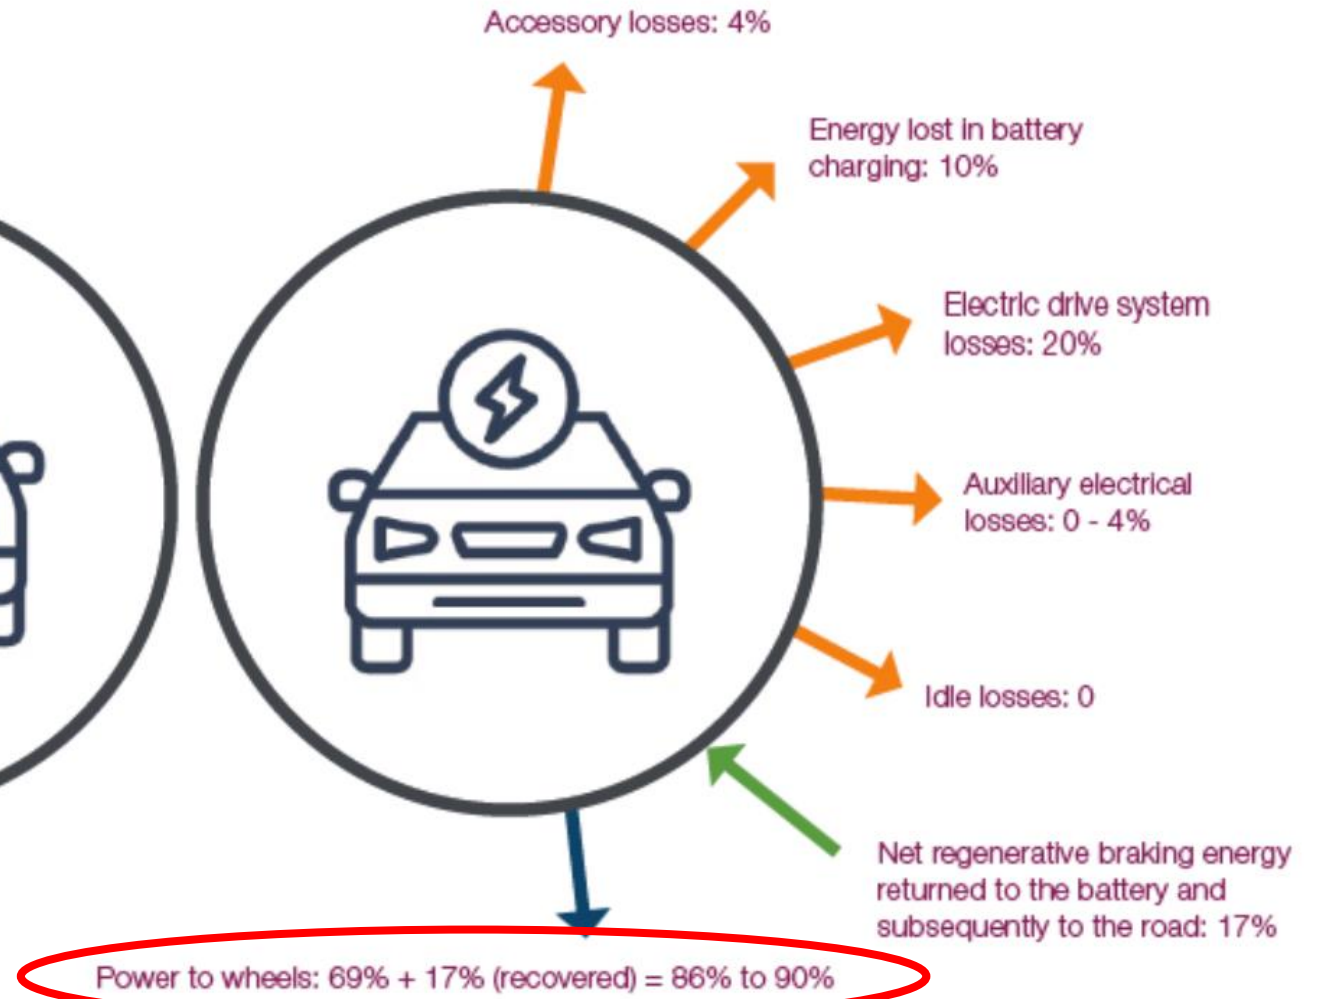 Accessory losses: 4%
Energy lost in battery
charging: 10%
Electric drive system
losses: 20%
Auxiliary electrical
losses: 0 - 4%
Idle losses: 0
Net regenerative braking energy
returned to the battery and
subsequently to the road: 17%
Power to wheels: 69% + 17% (recovered) = 86% to 90%